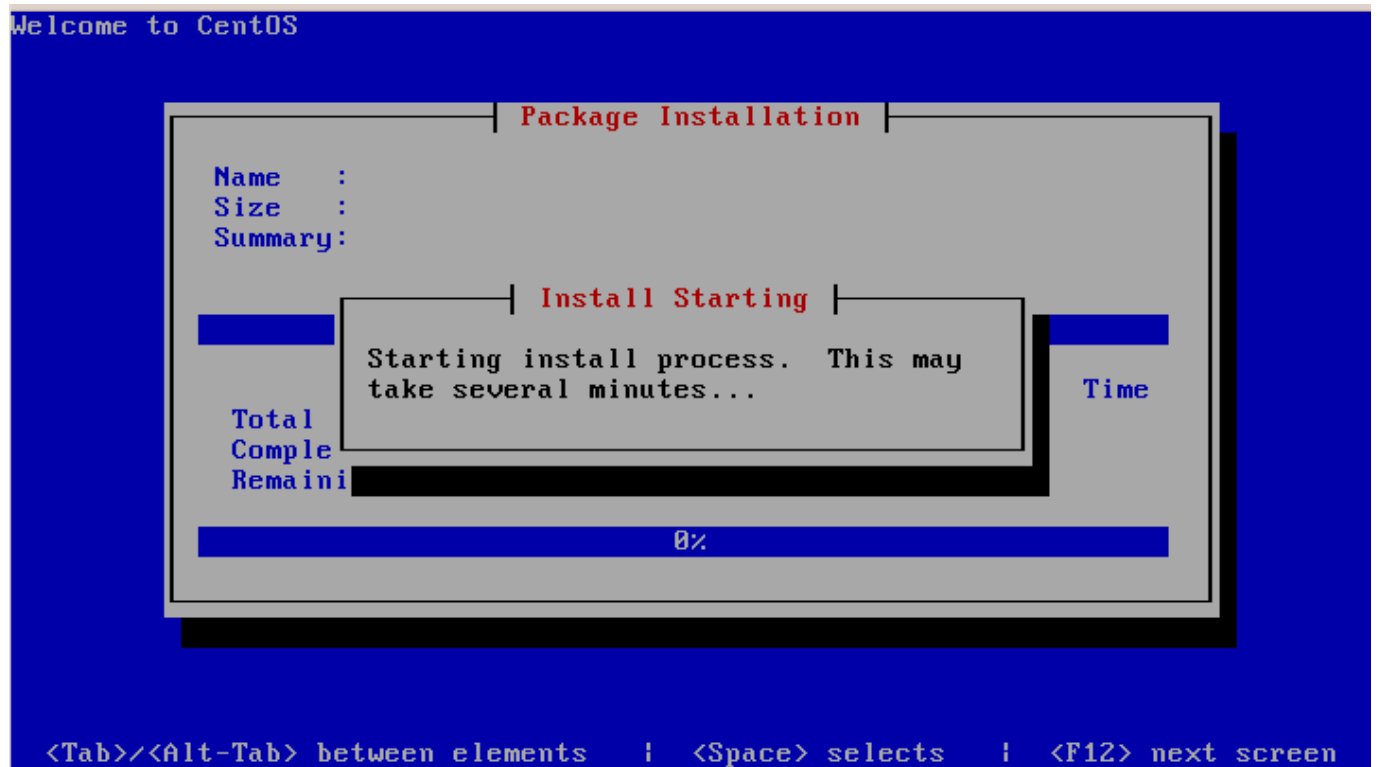 Welcome to CentOS
Package Installation
Name :
Size :
Summary:
Install Starting
Starting install process. This may
take several minutes...
Time
Total
Comple
Remaini
0%
<Tab>/<Alt-Tab> between elements | <Space> selects | <F12> next screen